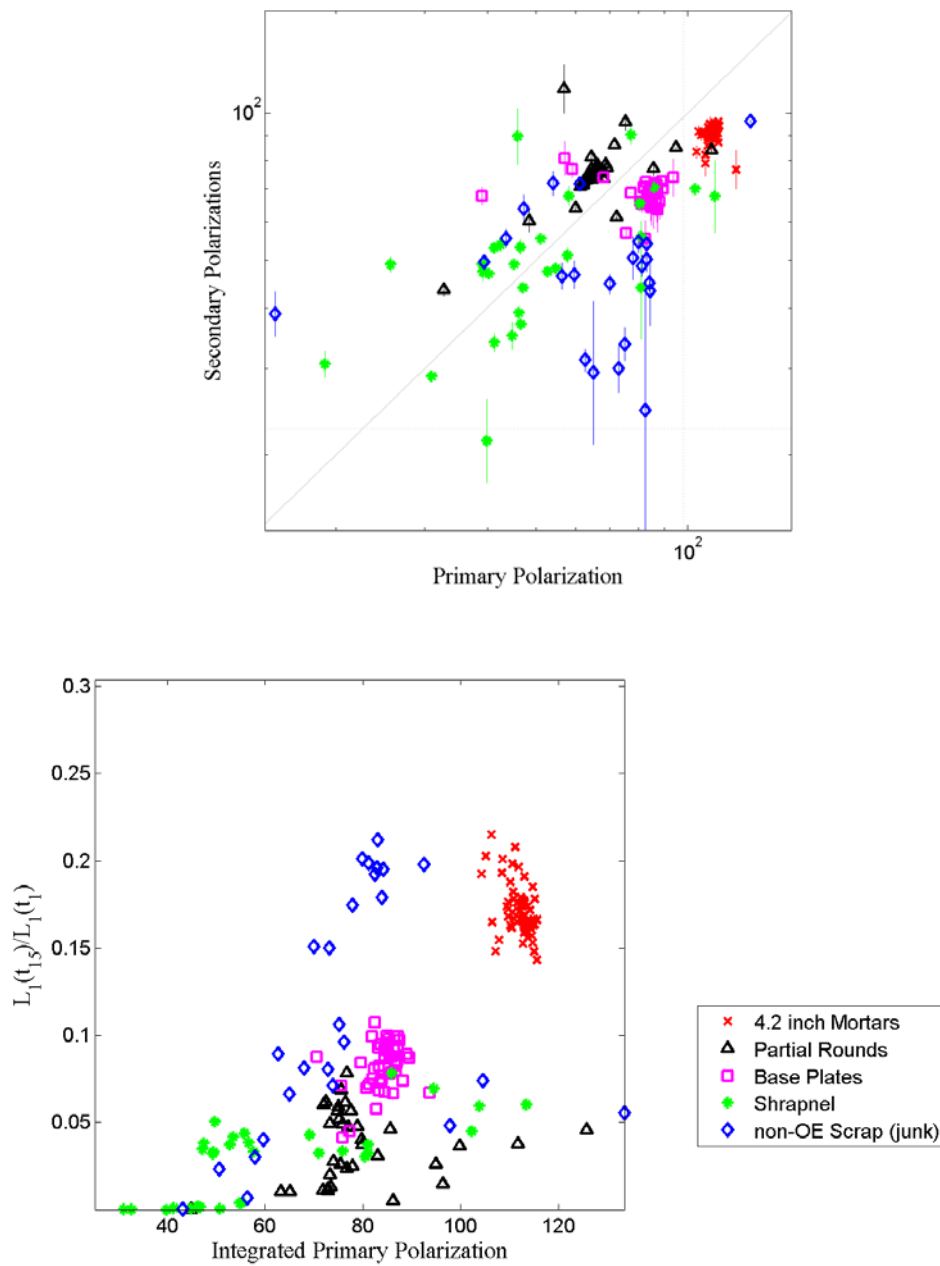 10²
Secondary Polarizations
10²
Primary Polarization
0.3
0.25
0.2
0.15
0.1
0.05
L₁(t₁₅)/L₁(t₁)
40 60 80 100 120
Integrated Primary Polarization
4.2 inch Mortars
Partial Rounds
Base Plates
Shrapnel
non-OE Scrap (junk)